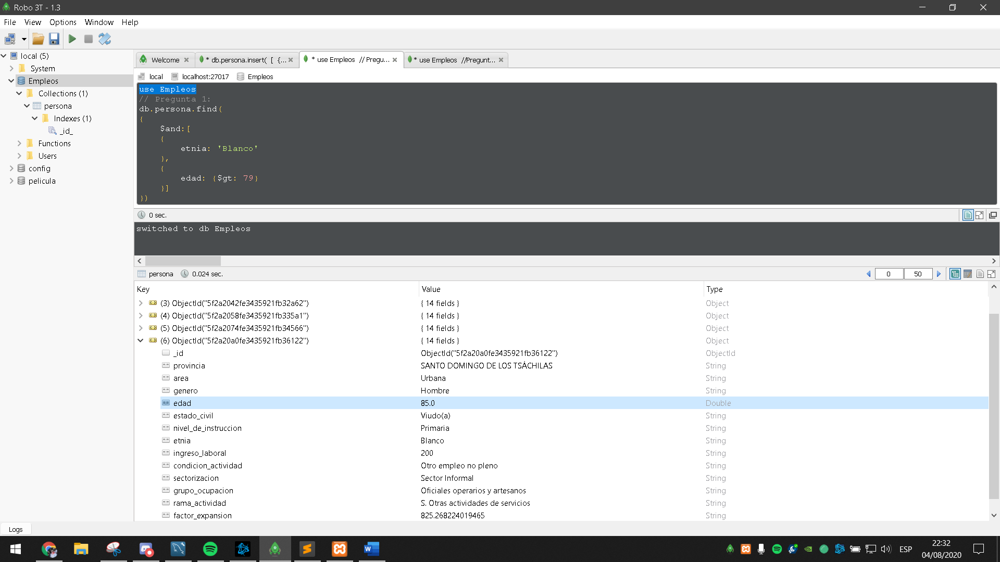 Robo 3T - 1.3
File View Options Window Help
local (5)
System
Empleos
Collections (1)
persona
Indexes (1)
_id_
Functions
Users
config
pelicula
Welcome
* db.persona.insert( [ {...
* use Empleos // Pregu...
* use Empleos //Pregunt...
local localhost:27017 Empleos
use Empleos
// Pregunta 1:
db.persona.find(
{
$and:[
{
etnia: 'Blanco'
},
{
edad: {$gt: 79}
}]
})
0 sec.
switched to db Empleos
persona 0.024 sec. 0 50
Key Value Type
(3) ObjectId("5f2a2042fe3435921fb32a62") { 14 fields } Object
(4) ObjectId("5f2a2058fe3435921fb335a1") { 14 fields } Object
(5) ObjectId("5f2a2074fe3435921fb34566") { 14 fields } Object
(6) ObjectId("5f2a20a0fe3435921fb36122") { 14 fields } Object
_id ObjectId("5f2a20a0fe3435921fb36122") ObjectId
provincia SANTO DOMINGO DE LOS TSÁCHILAS String
area Urbana String
genero Hombre String
edad 85.0 Double
estado_civil Viudo(a) String
nivel_de_instruccion Primaria String
etnia Blanco String
ingreso_laboral 200 String
condicion_actividad Otro empleo no pleno String
sectorizacion Sector Informal String
grupo_ocupacion Oficiales operarios y artesanos String
rama_actividad S. Otras actividades de servicios String
factor_expansion 825.268224019465 String
Logs
ESP
22:32
04/08/2020